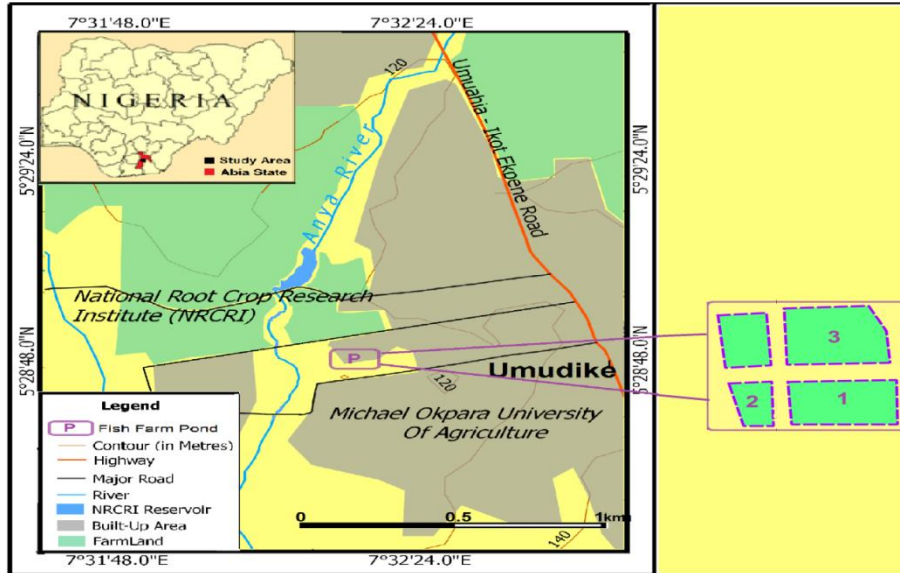 7°31'48.0"E
7°32'24.0"E
NIGERIA
Study Area
Abia State
120
Umuahia - Ikot Ekpene Road
Anya River
5°29'24.0"N
5°29'24.0"N
National Root Crop Research
Institute (NRCRI)
P
3
2
1
5°28'48.0"N
5°28'48.0"N
Umudike
120
Michael Okpara University
Of Agriculture
Legend
P Fish Farm Pond
Contour (in Metres)
Highway
Major Road
River
NRCRI Reservoir
Built-Up Area
FarmLand
0 0.5 1km
140
7°31'48.0"E
7°32'24.0"E